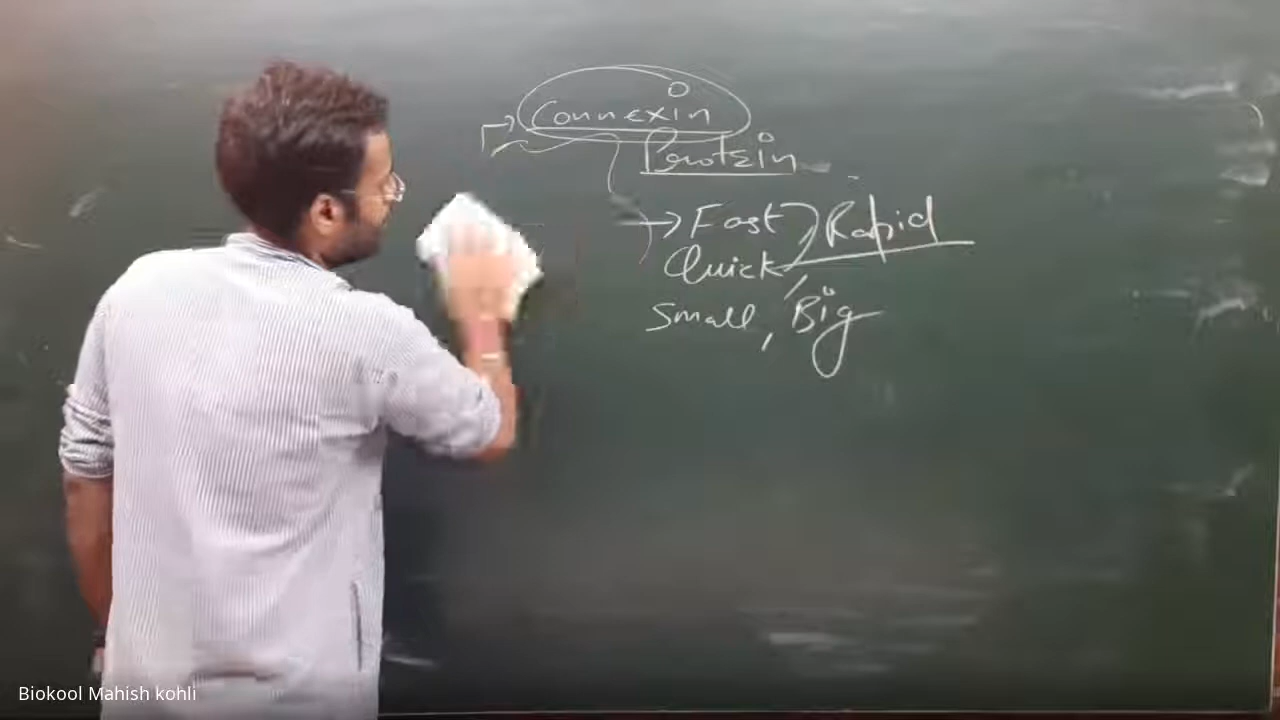 Connexin
Protein
→ Fast, Rapid
Quick,
Small, Big
Biokool Mahish kohli